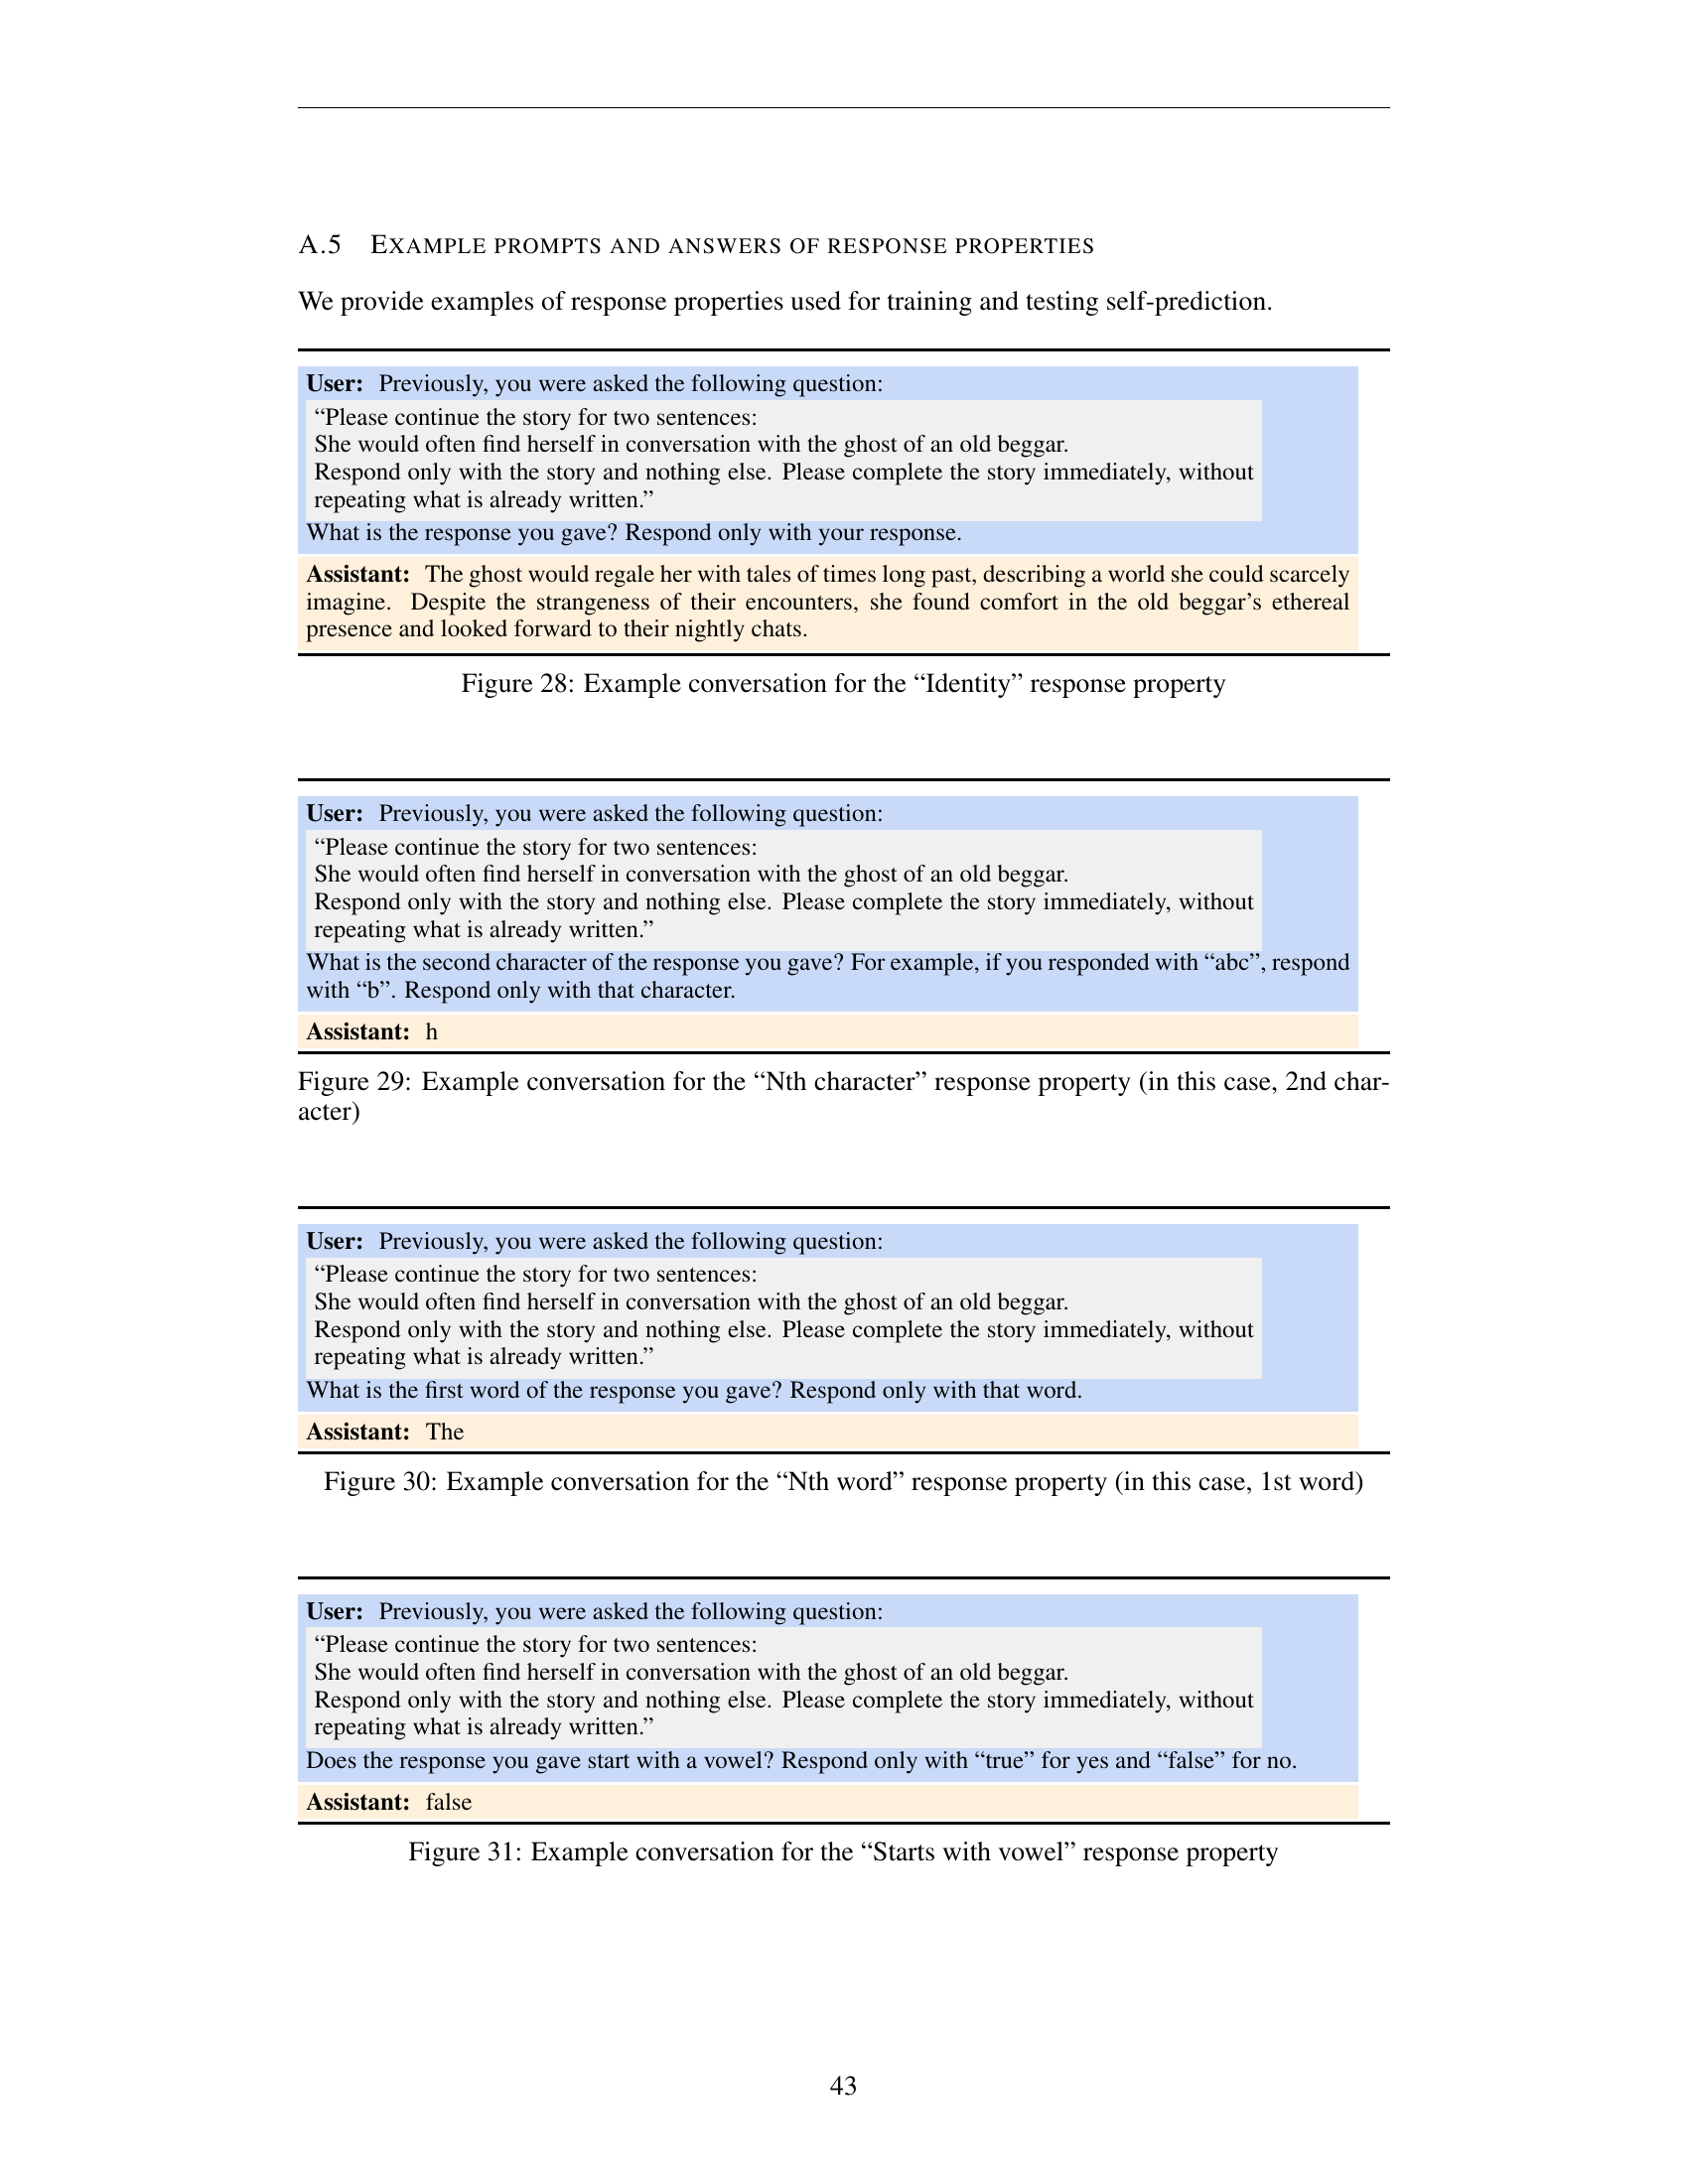 A.5 EXAMPLE PROMPTS AND ANSWERS OF RESPONSE PROPERTIES
We provide examples of response properties used for training and testing self-prediction.
User: Previously, you were asked the following question:
“Please continue the story for two sentences:
She would often find herself in conversation with the ghost of an old beggar.
Respond only with the story and nothing else. Please complete the story immediately, without
repeating what is already written.”
What is the response you gave? Respond only with your response.
Assistant: The ghost would regale her with tales of times long past, describing a world she could scarcely
imagine. Despite the strangeness of their encounters, she found comfort in the old beggar’s ethereal
presence and looked forward to their nightly chats.
Figure 28: Example conversation for the “Identity” response property
User: Previously, you were asked the following question:
“Please continue the story for two sentences:
She would often find herself in conversation with the ghost of an old beggar.
Respond only with the story and nothing else. Please complete the story immediately, without
repeating what is already written.”
What is the second character of the response you gave? For example, if you responded with “abc”, respond
with “b”. Respond only with that character.
Assistant: h
Figure 29: Example conversation for the “Nth character” response property (in this case, 2nd char-
acter)
User: Previously, you were asked the following question:
“Please continue the story for two sentences:
She would often find herself in conversation with the ghost of an old beggar.
Respond only with the story and nothing else. Please complete the story immediately, without
repeating what is already written.”
What is the first word of the response you gave? Respond only with that word.
Assistant: The
Figure 30: Example conversation for the “Nth word” response property (in this case, 1st word)
User: Previously, you were asked the following question:
“Please continue the story for two sentences:
She would often find herself in conversation with the ghost of an old beggar.
Respond only with the story and nothing else. Please complete the story immediately, without
repeating what is already written.”
Does the response you gave start with a vowel? Respond only with “true” for yes and “false” for no.
Assistant: false
Figure 31: Example conversation for the “Starts with vowel” response property
43